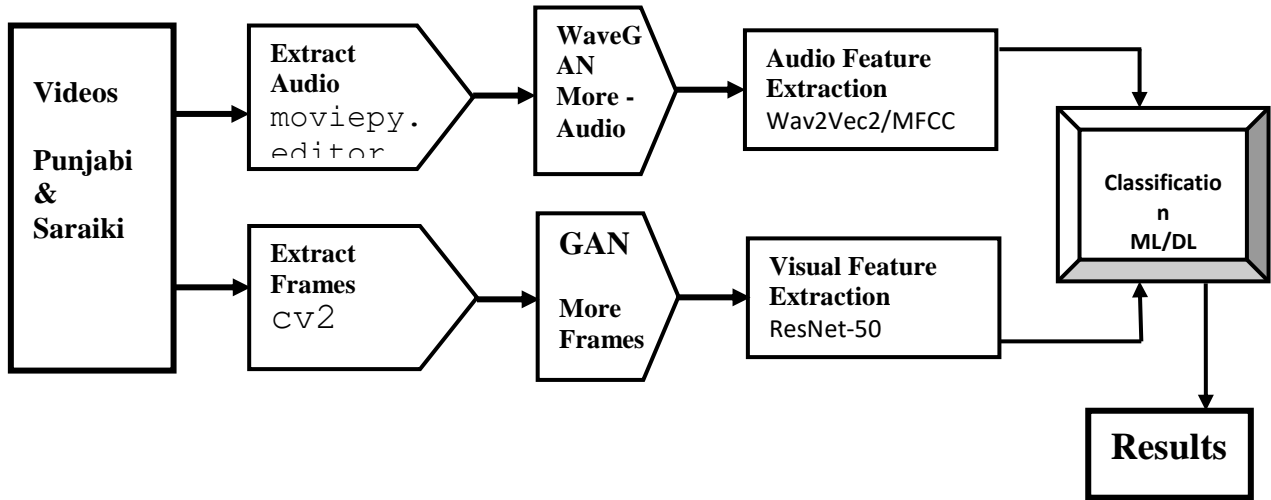 Videos
Punjabi
&
Saraiki
Extract
Audio
moviepy.
editor
WaveG
AN
More -
Audio
Audio Feature
Extraction
Wav2Vec2/MFCC
Extract
Frames
cv2
GAN
More
Frames
Visual Feature
Extraction
ResNet-50
Classificatio
n
ML/DL
Results